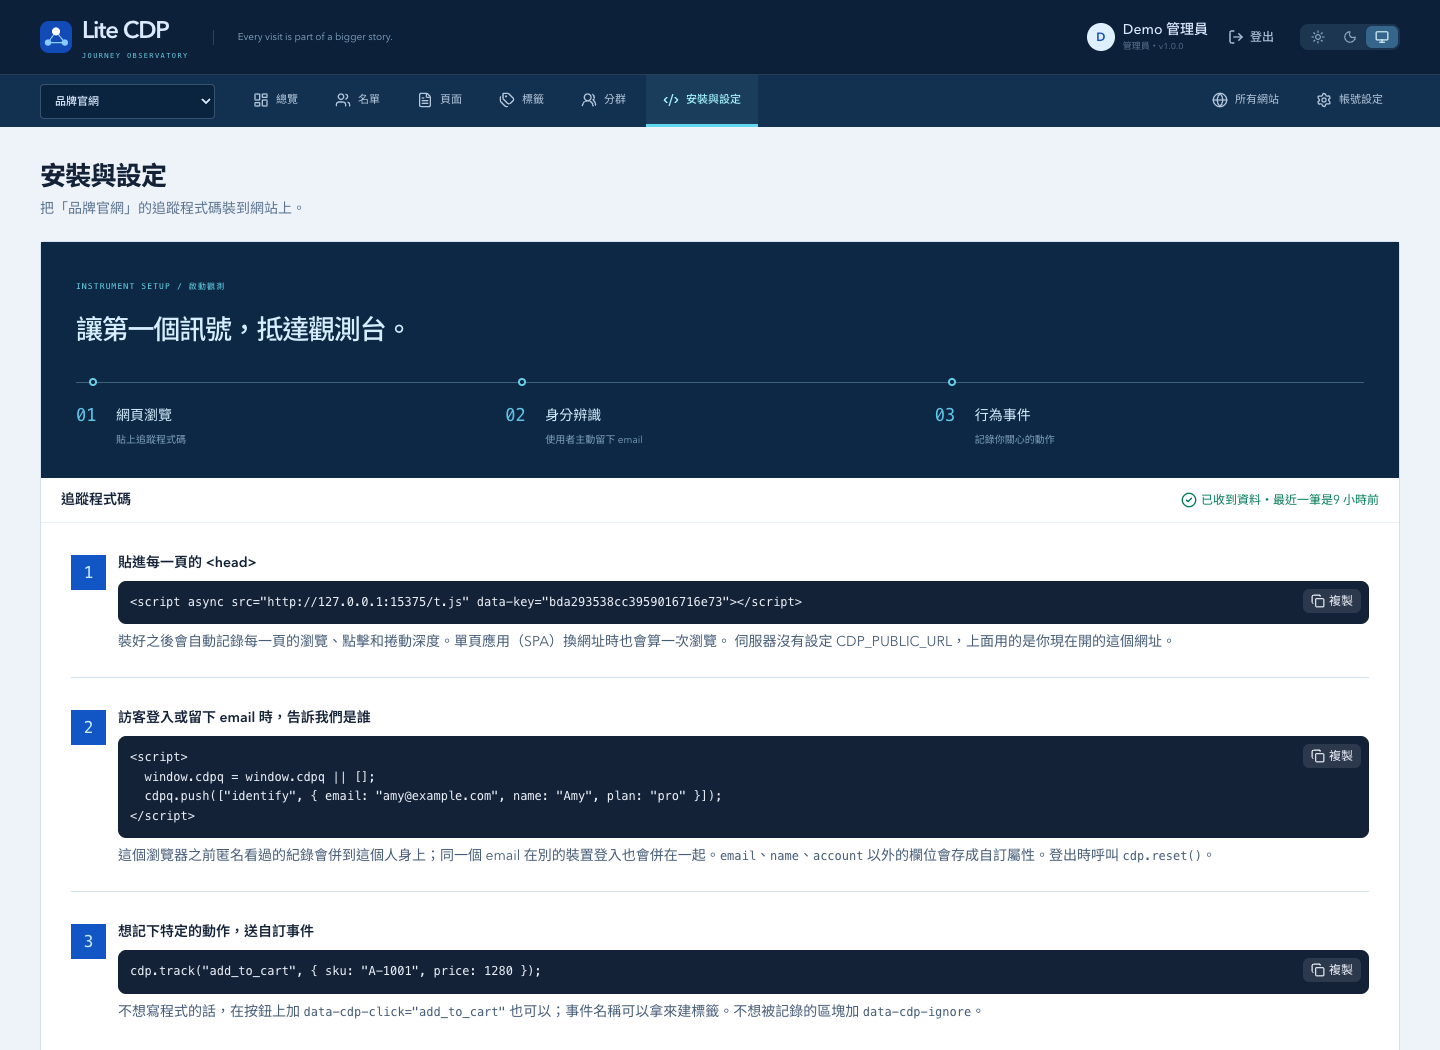 Lite CDP
JOURNEY OBSERVATORY
Every visit is part of a bigger story.
D
Demo 管理員
管理員・v1.0.0
登出
品牌官網
總覽
名單
頁面
標籤
分群
安裝與設定
所有網站
帳號設定
安裝與設定
把「品牌官網」的追蹤程式碼裝到網站上。
INSTRUMENT SETUP / 啟動觀測
讓第一個訊號，抵達觀測台。
01 網頁瀏覽
貼上追蹤程式碼
02 身分辨識
使用者主動留下 email
03 行為事件
記錄你關心的動作
追蹤程式碼
已收到資料・最近一筆是9 小時前
1 貼進每一頁的 <head>
<script async src="http://127.0.0.1:15375/t.js" data-key="bda293538cc3959016716e73"></script>
複製
裝好之後會自動記錄每一頁的瀏覽、點擊和捲動深度。單頁應用（SPA）換網址時也會算一次瀏覽。 伺服器沒有設定 CDP_PUBLIC_URL，上面用的是你現在開的這個網址。
2 訪客登入或留下 email 時，告訴我們是誰
<script>
  window.cdpq = window.cdpq || [];
  cdpq.push(["identify", { email: "amy@example.com", name: "Amy", plan: "pro" }]);
</script>
複製
這個瀏覽器之前匿名看過的紀錄會併到這個人身上；同一個 email 在別的裝置登入也會併在一起。email、name、account 以外的欄位會存成自訂屬性。登出時呼叫 cdp.reset()。
3 想記下特定的動作，送自訂事件
cdp.track("add_to_cart", { sku: "A-1001", price: 1280 });
複製
不想寫程式的話，在按鈕上加 data-cdp-click="add_to_cart" 也可以；事件名稱可以拿來建標籤。不想被記錄的區塊加 data-cdp-ignore。